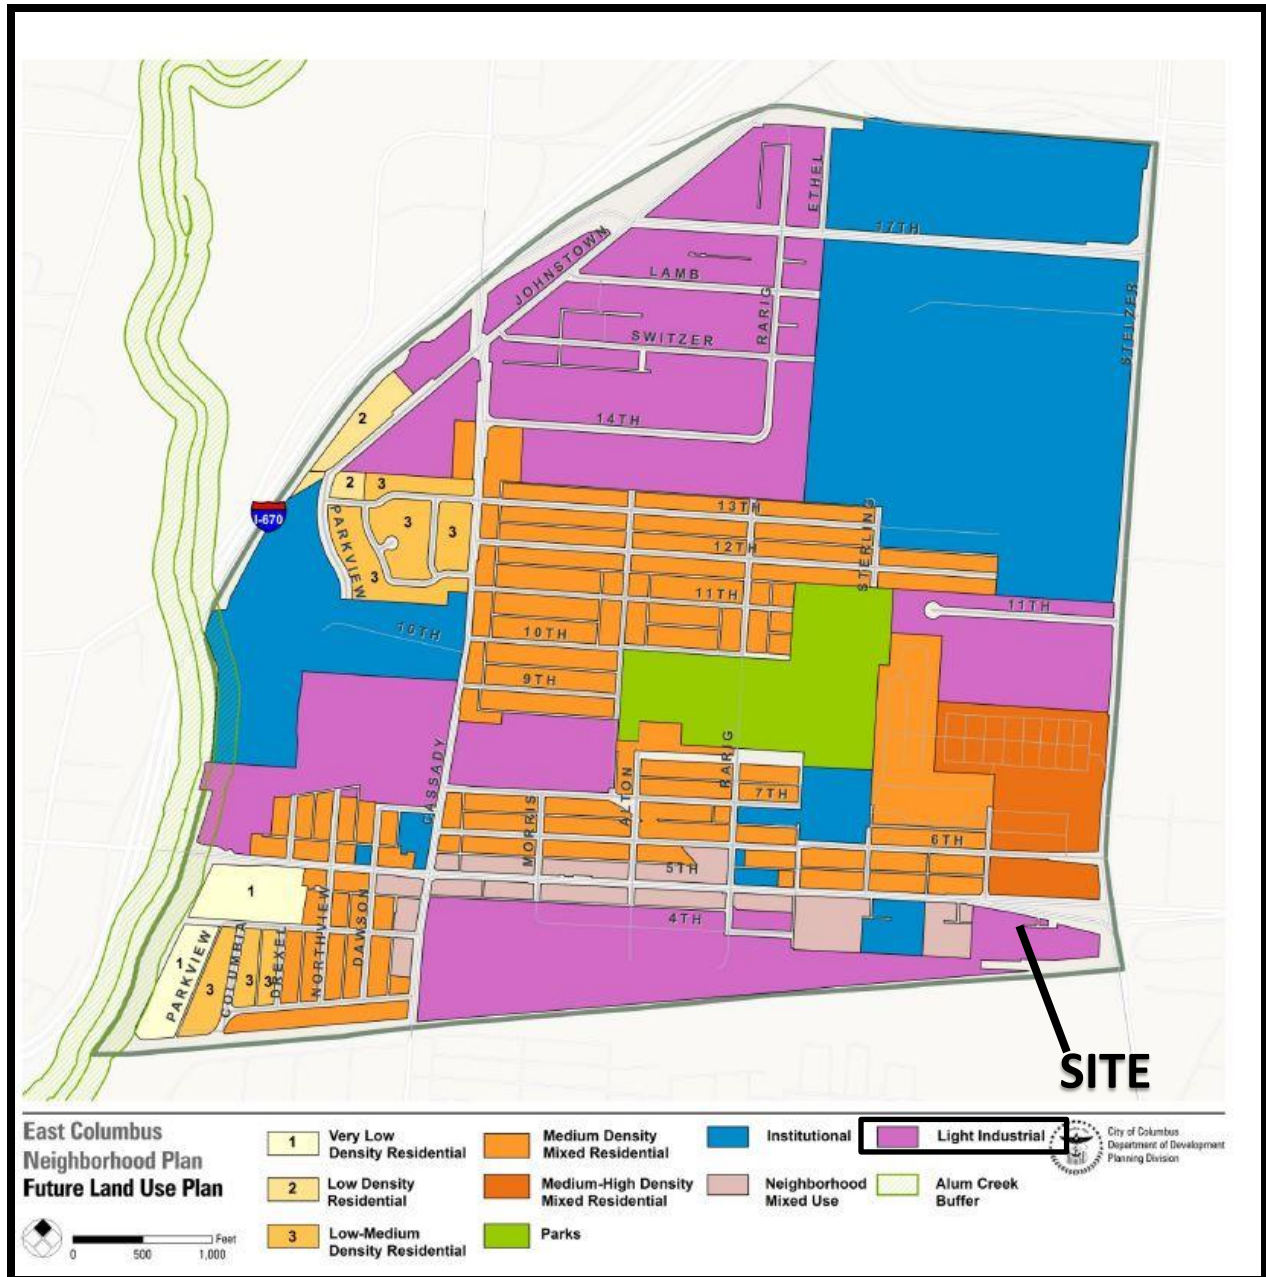 ETHEL
17TH
JOHNSTOWN
LAMB
RARIG
STELZER
SWITZER
14TH
2
2
3
I-670
13TH
STERLING
3
3
PARKVIEW
12TH
3
11TH
11TH
10TH
10TH
9TH
CASSADY
RARIG
ALTON
7TH
MORRIS
6TH
5TH
1
4TH
NORTHVIEW
DAWSON
COLUMBIA
DREXEL
PARKVIEW
1
3
3
3
SITE
East Columbus
Neighborhood Plan
Future Land Use Plan
0 500 1,000 Feet
1 Very Low
Density Residential
2 Low Density
Residential
3 Low-Medium
Density Residential
Medium Density
Mixed Residential
Medium-High Density
Mixed Residential
Parks
Institutional
Neighborhood
Mixed Use
Light Industrial
Alum Creek
Buffer
City of Columbus
Department of Development
Planning Division